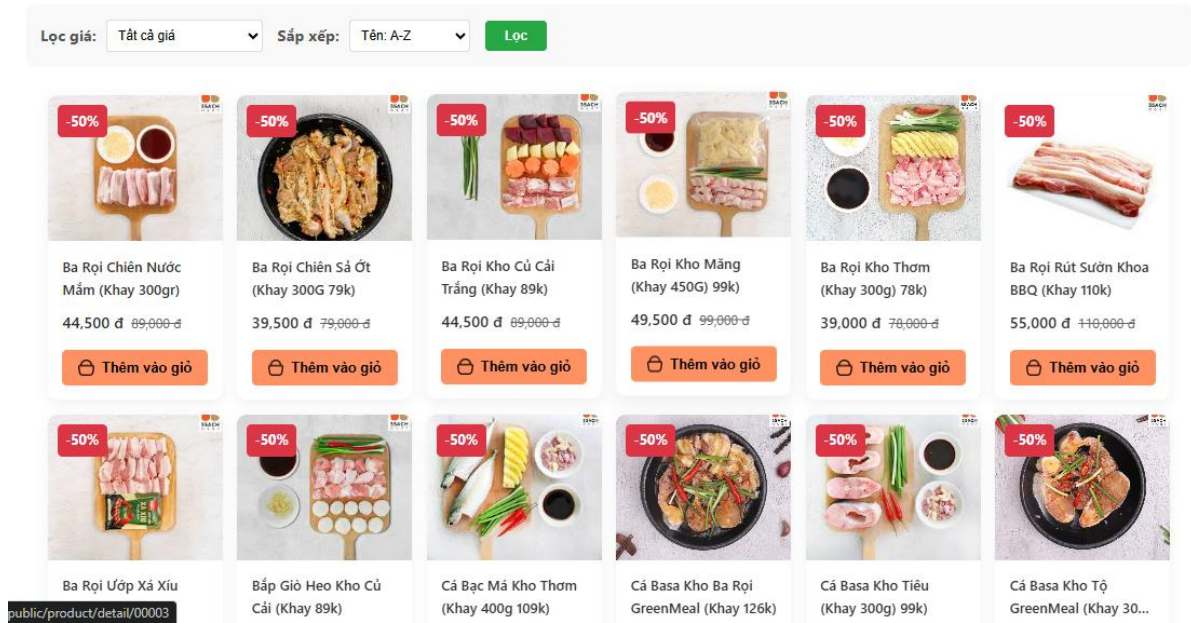 Lọc giá: Tất cả giá Sắp xếp: Tên: A-Z Lọc
-50% -50% -50% -50% -50% -50%
Ba Rọi Chiên Nước
Mắm (Khay 300gr)
44,500 đ 89,000 đ
Thêm vào giỏ
Ba Rọi Chiên Sả Ớt
(Khay 300G 79k)
39,500 đ 79,000 đ
Thêm vào giỏ
Ba Rọi Kho Củ Cải
Trắng (Khay 89k)
44,500 đ 89,000 đ
Thêm vào giỏ
Ba Rọi Kho Măng
(Khay 450G) 99k)
49,500 đ 99,000 đ
Thêm vào giỏ
Ba Rọi Kho Thơm
(Khay 300g) 78k)
39,000 đ 78,000 đ
Thêm vào giỏ
Ba Rọi Rút Sườn Khoa
BBQ (Khay 110k)
55,000 đ 110,000 đ
Thêm vào giỏ
-50% -50% -50% -50% -50% -50%
Ba Rọi Ướp Xá Xíu
Bắp Giò Heo Kho Củ
Cải (Khay 89k)
Cá Bạc Má Kho Thơm
(Khay 400g 109k)
Cá Basa Kho Ba Rọi
GreenMeal (Khay 126k)
Cá Basa Kho Tiêu
(Khay 300g) 99k)
Cá Basa Kho Tộ
GreenMeal (Khay 30...
public/product/detail/00003